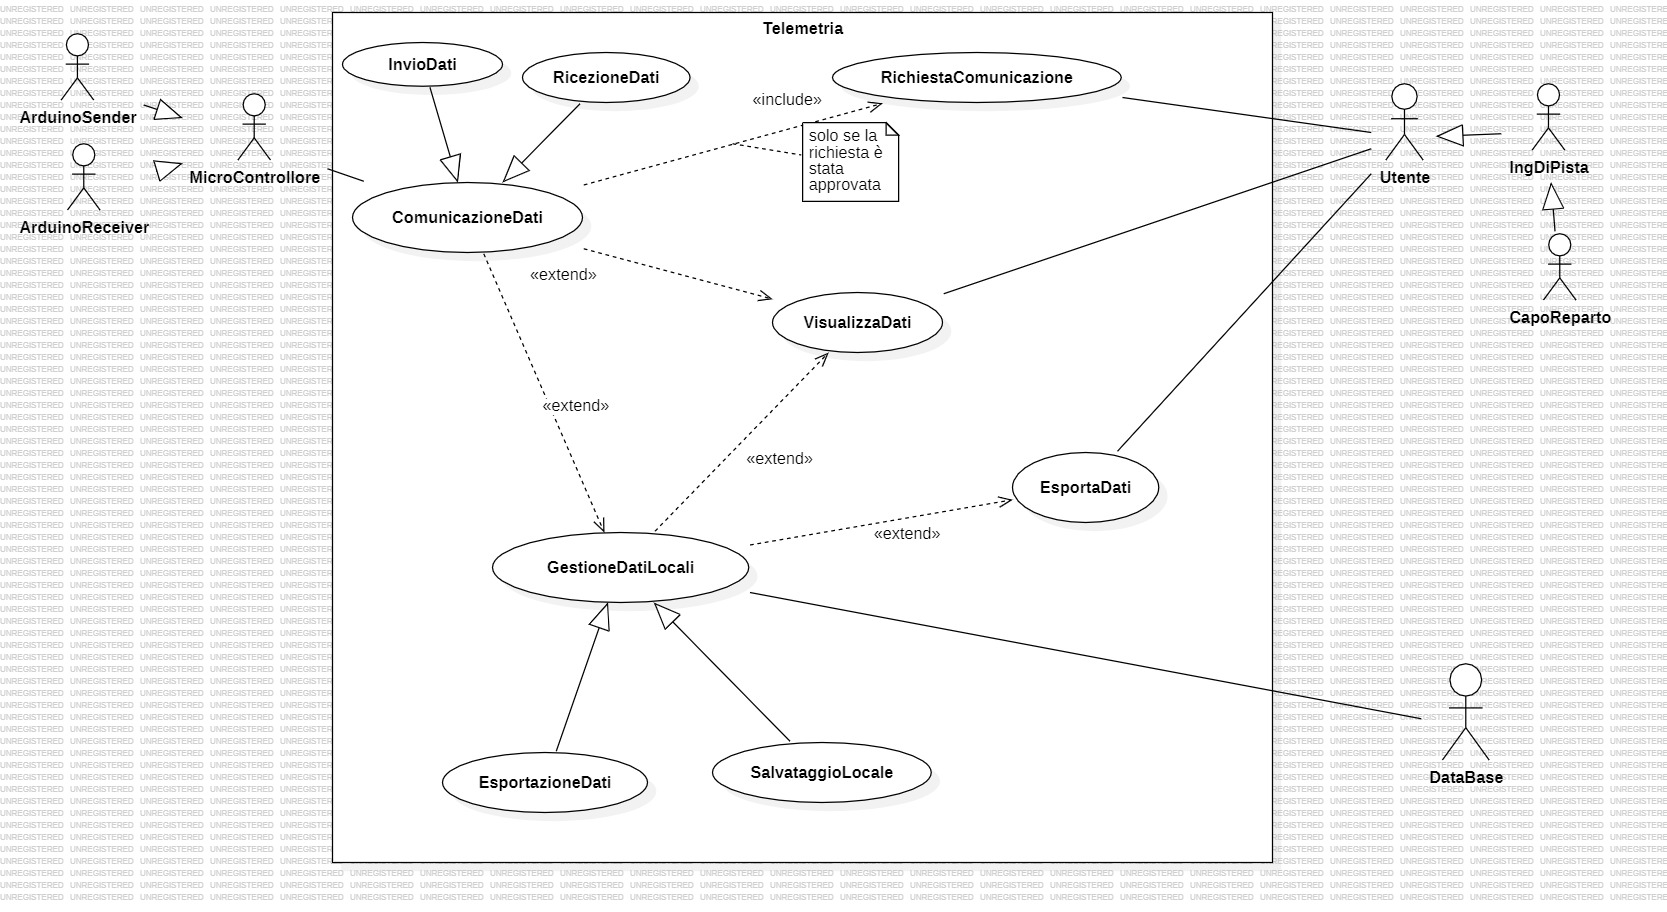 Telemetria
InvioDati
RicezioneDati
RichiestaComunicazione
«include»
solo se la
richiesta è
stata
approvata
ArduinoSender
MicroControllore
ArduinoReceiver
Utente
IngDiPista
CapoReparto
ComunicazioneDati
«extend»
VisualizzaDati
«extend»
«extend»
EsportaDati
«extend»
GestioneDatiLocali
EsportazioneDati
SalvataggioLocale
DataBase
UNREGISTERED